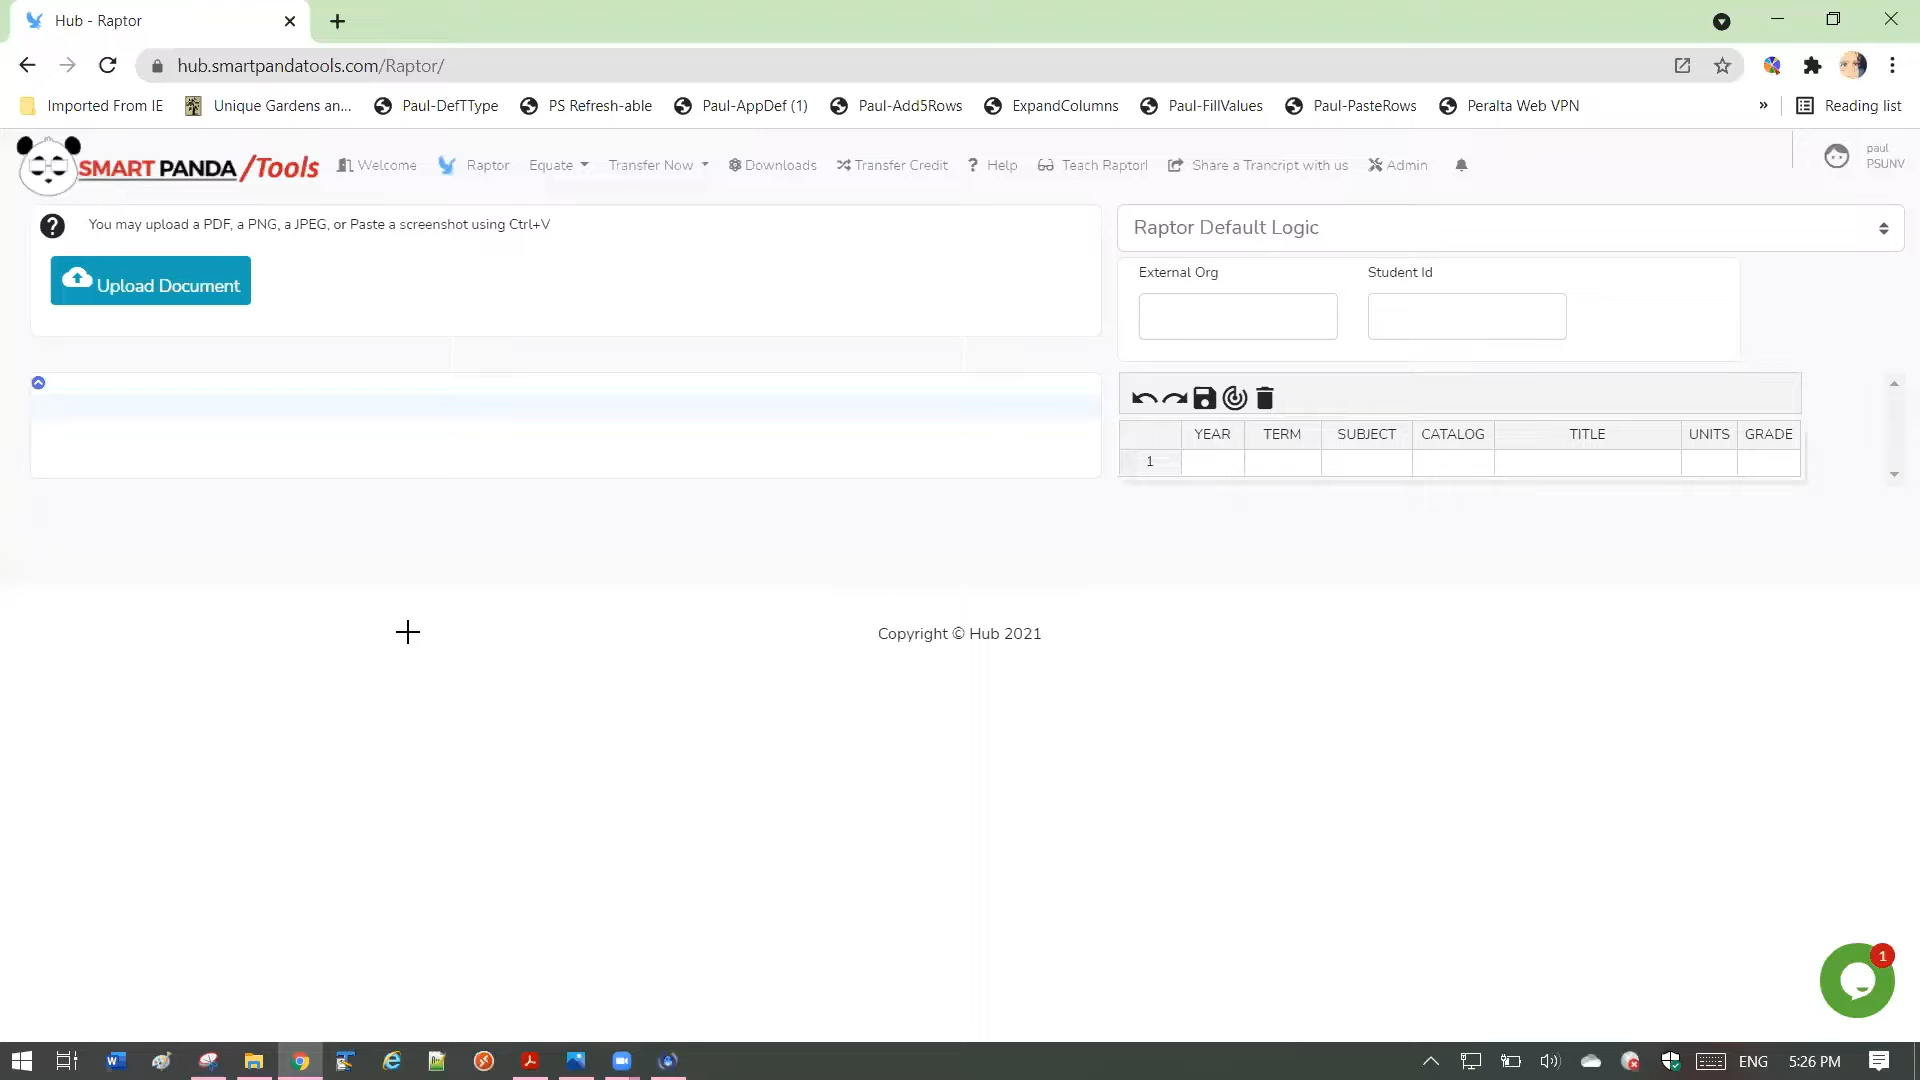 Hub - Raptor
hub.smartpandatools.com/Raptor/
Imported From IE Unique Gardens an... Paul-DefTType PS Refresh-able Paul-AppDef (1) Paul-Add5Rows ExpandColumns Paul-FillValues Paul-PasteRows Peralta Web VPN » Reading list
SMART PANDA/Tools Welcome Raptor Equate Transfer Now Downloads Transfer Credit ? Help Teach Raptor! Share a Trancript with us Admin
paul
PSUNV
You may upload a PDF, a PNG, a JPEG, or Paste a screenshot using Ctrl+V
Upload Document
Raptor Default Logic
External Org Student Id
YEAR TERM SUBJECT CATALOG TITLE UNITS GRADE
1
Copyright © Hub 2021
1
ENG 5:26 PM